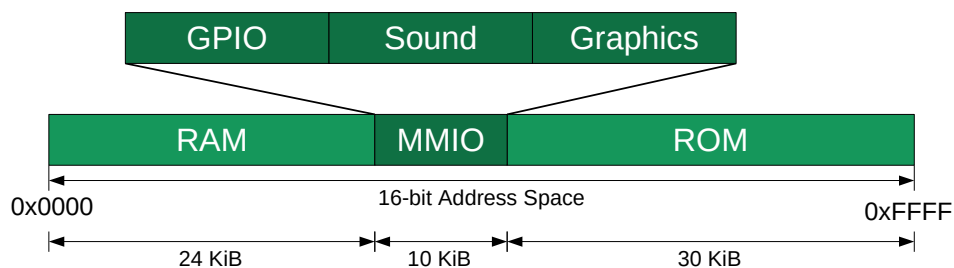 GPIO Sound Graphics
RAM MMIO ROM
16-bit Address Space
0x0000 0xFFFF
24 KiB 10 KiB 30 KiB